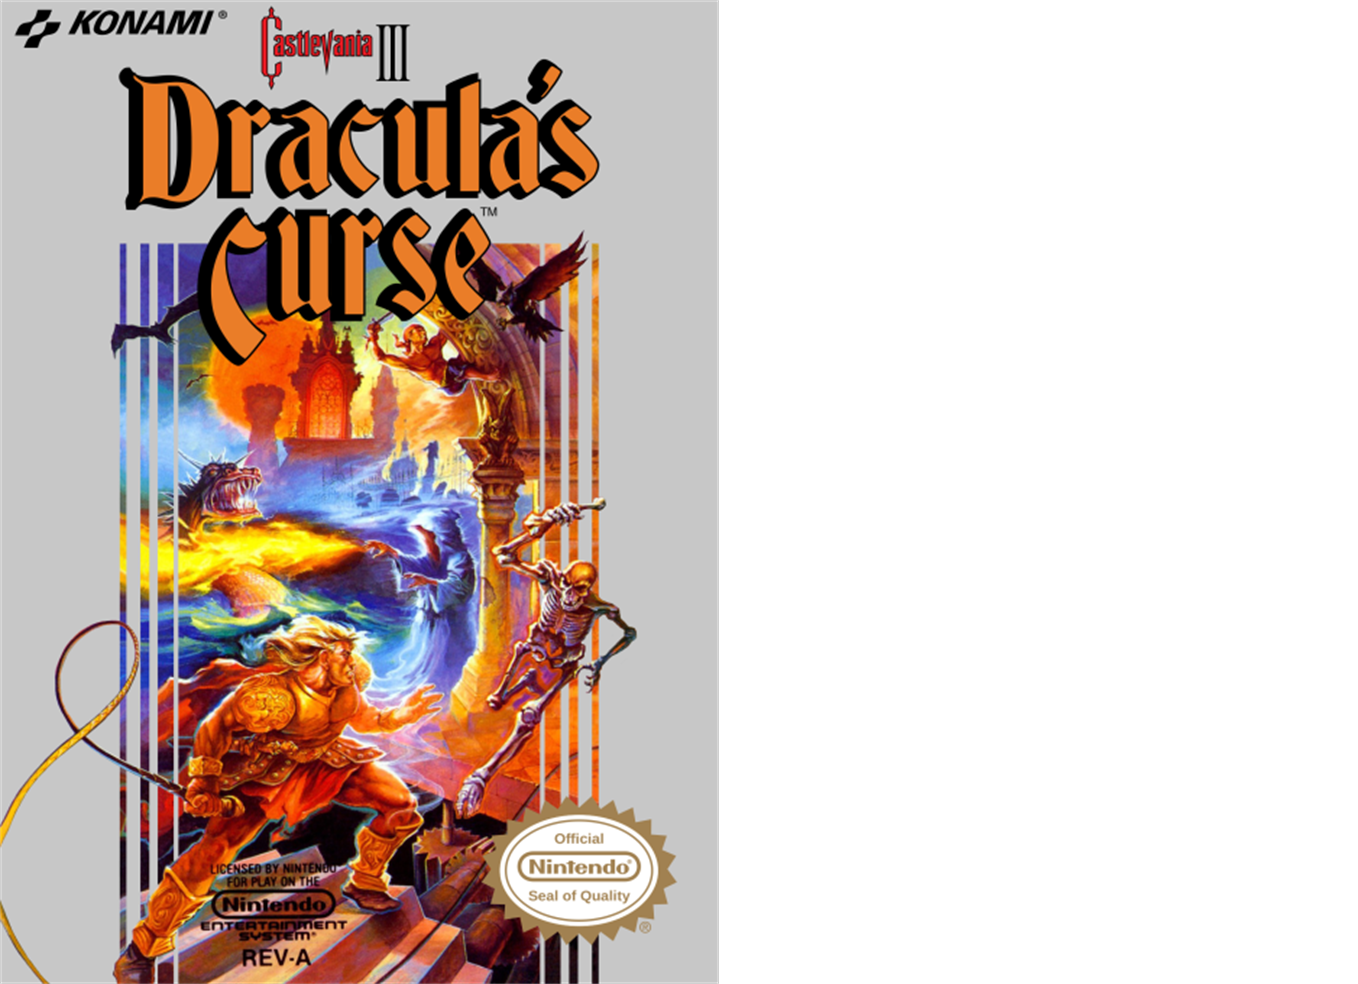 KONAMI®
Castlevania III
Dracula's
Curse™
LICENSED BY NINTENDO
FOR PLAY ON THE
Nintendo
ENTERTAINMENT
SYSTEM®
REV-A
Official
Nintendo®
Seal of Quality
®